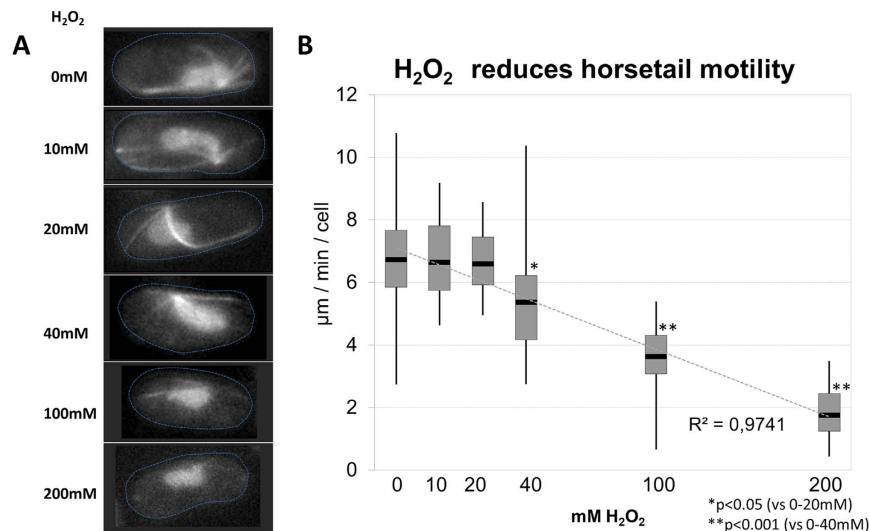 H₂O₂
A
0mM
10mM
20mM
40mM
100mM
200mM
B
H₂O₂ reduces horsetail motility
12
10
8
6
4
2
0
µm / min / cell
*
**
**
R² = 0,9741
0 10 20 40 100 200
mM H₂O₂
*p<0.05 (vs 0-20mM)
**p<0.001 (vs 0-40mM)